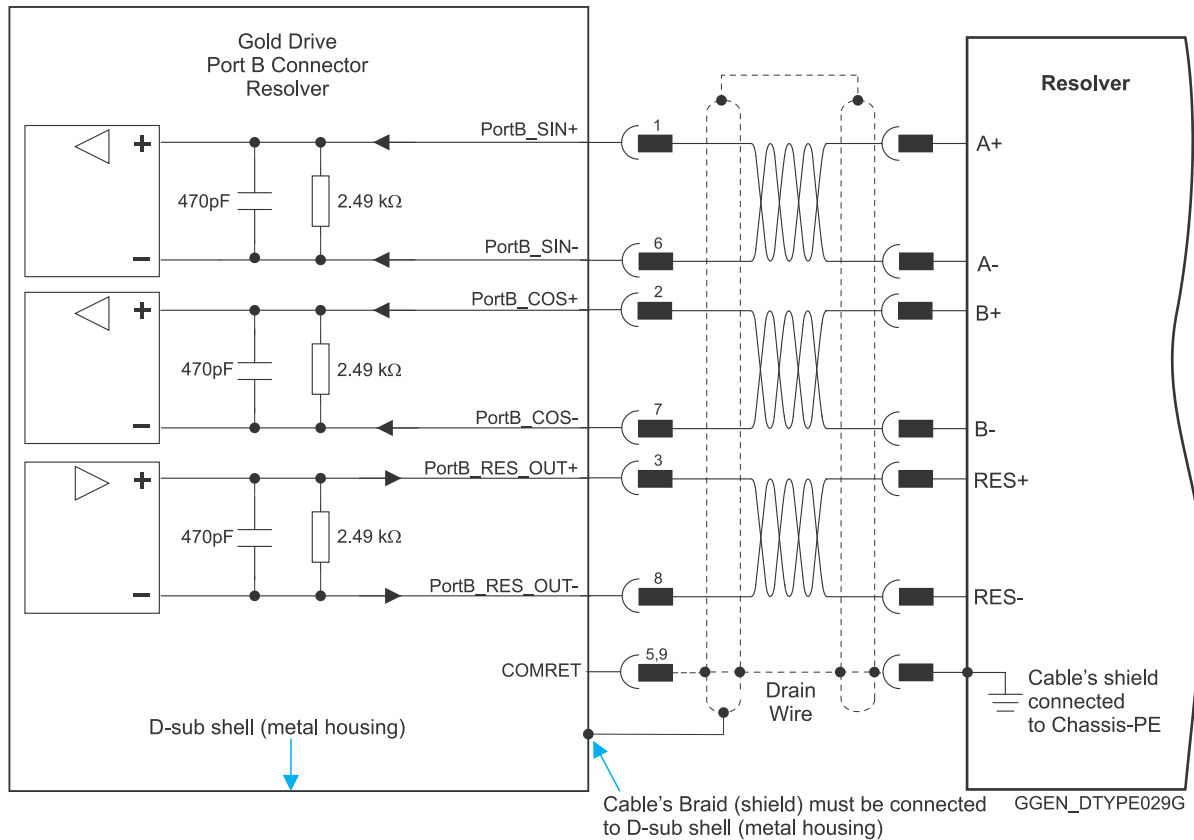 Gold Drive
Port B Connector
Resolver
Resolver
PortB_SIN+
1
A+
+
470pF
2.49 kΩ
PortB_SIN-
6
A-
−
PortB_COS+
2
B+
+
470pF
2.49 kΩ
PortB_COS-
7
B-
−
PortB_RES_OUT+
3
RES+
+
470pF
2.49 kΩ
PortB_RES_OUT-
8
RES-
−
COMRET
5,9
Drain
Wire
Cable's shield
connected
to Chassis-PE
D-sub shell (metal housing)
Cable's Braid (shield) must be connected
to D-sub shell (metal housing)
GGEN_DTYPE029G